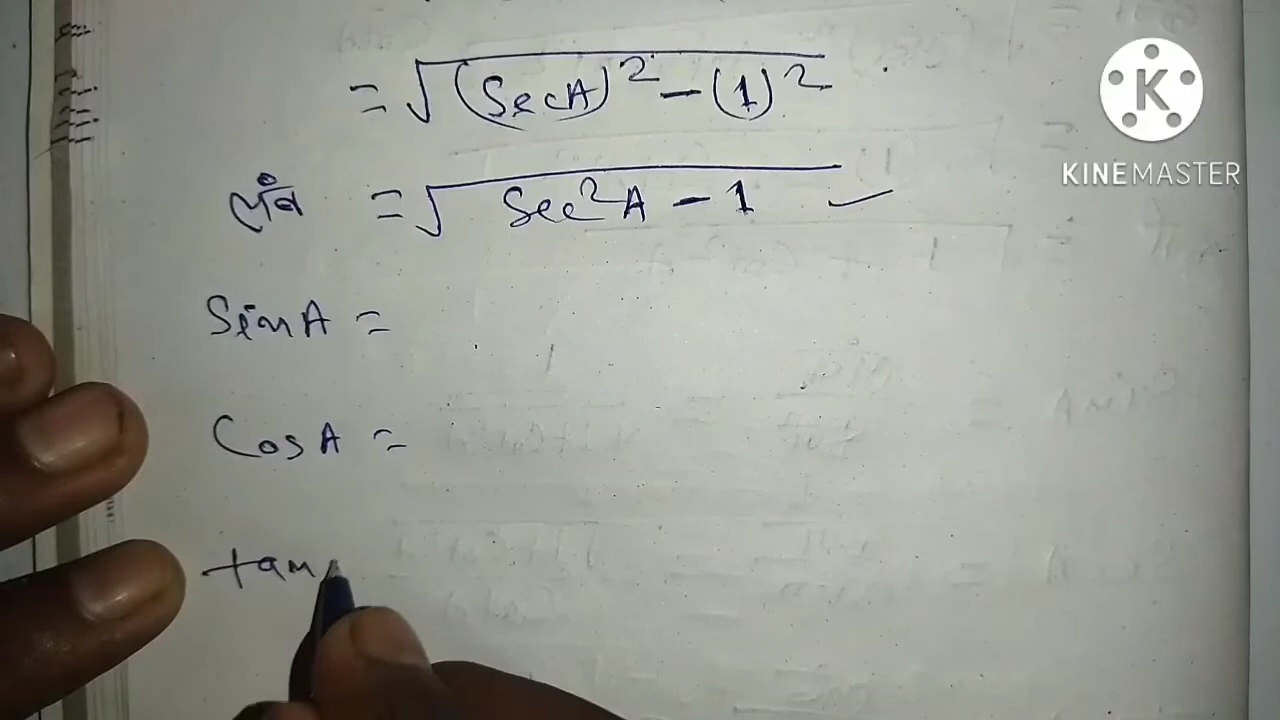 = √(SecA)² - (1)²
K
KINEMASTER
लंब = √Sec²A - 1
SinA =
CosA =
tan